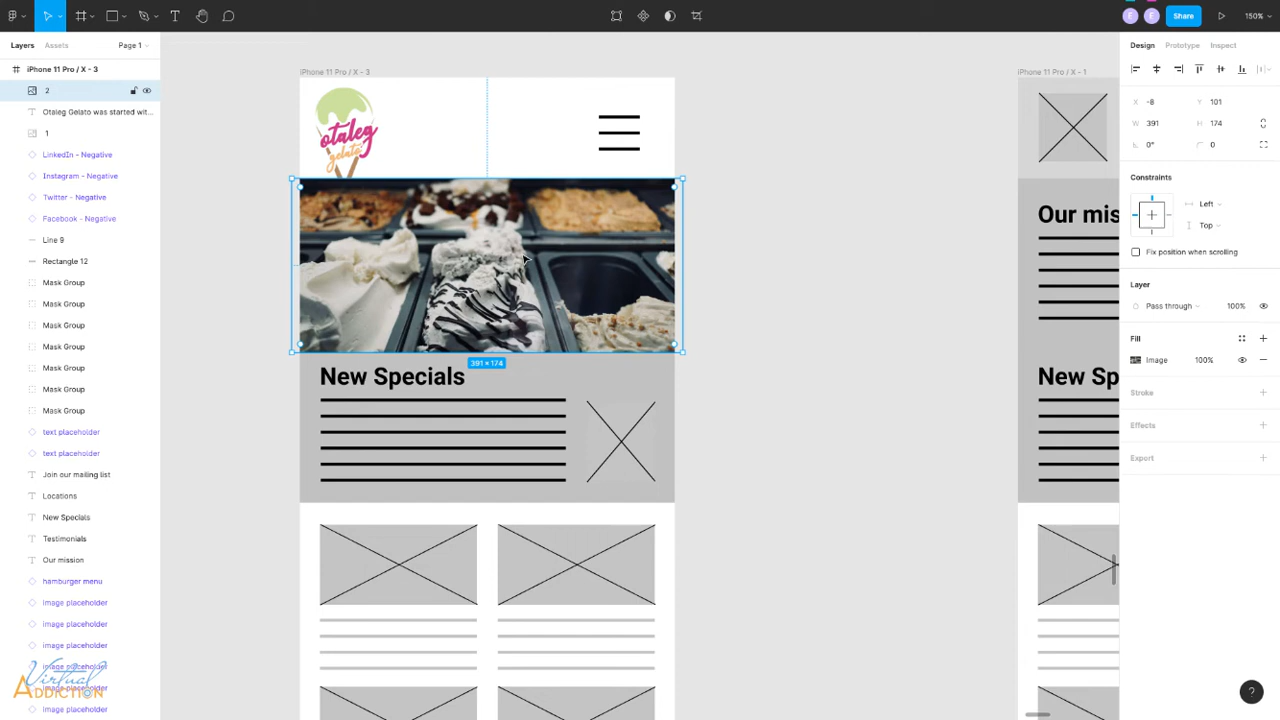 E
E
Share
150%
Layers
Assets
Page 1
iPhone 11 Pro / X - 3
2
Otaleg Gelato was started wit...
1
LinkedIn - Negative
Instagram - Negative
Twitter - Negative
Facebook - Negative
Line 9
Rectangle 12
Mask Group
Mask Group
Mask Group
Mask Group
Mask Group
Mask Group
Mask Group
text placeholder
text placeholder
Join our mailing list
Locations
New Specials
Testimonials
Our mission
hamburger menu
image placeholder
image placeholder
image placeholder
image placeholder
image placeholder
image placeholder
Virtual
ADDICTION
iPhone 11 Pro / X - 3
otaleg
gelato
391 × 174
New Specials
iPhone 11 Pro / X - 1
Our mis
New Sp
Design
Prototype
Inspect
X
-8
Y
101
W
391
H
174
0°
0
Constraints
Left
Top
Fix position when scrolling
Layer
Pass through
100%
Fill
Image
100%
Stroke
Effects
Export
?